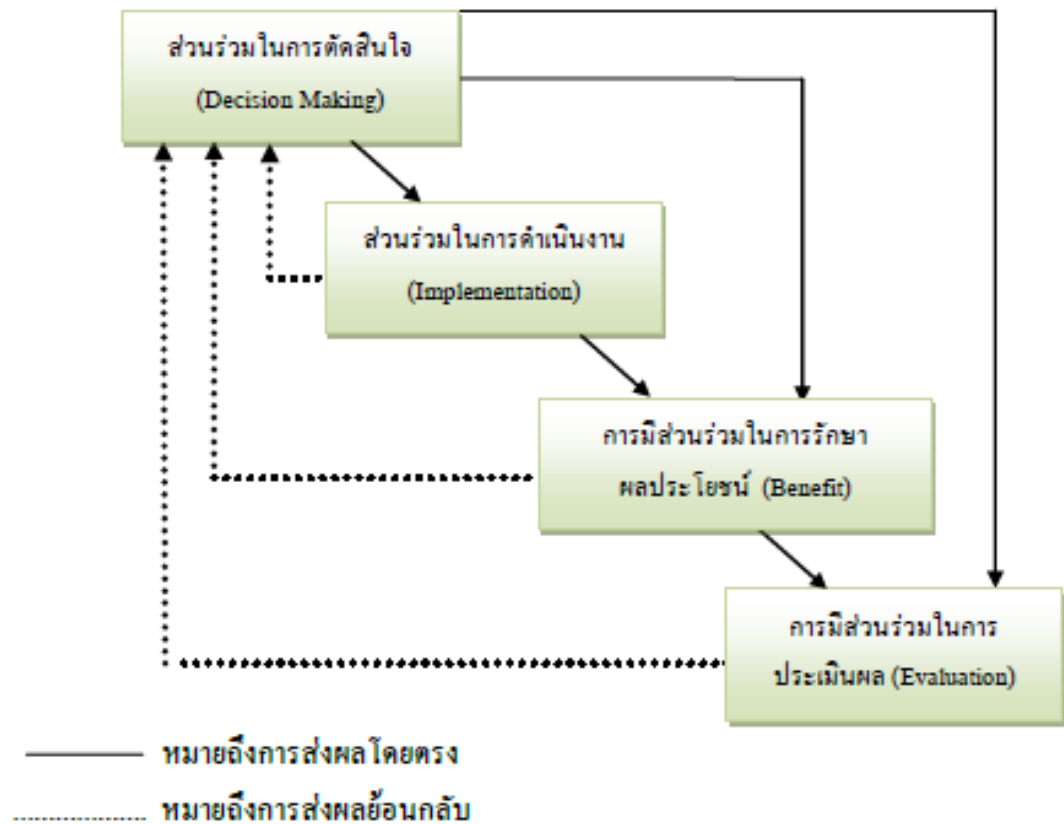 ส่วนร่วมในการตัดสินใจ
(Decision Making)
ส่วนร่วมในการดำเนินงาน
(Implementation)
การมีส่วนร่วมในการรักษา
ผลประโยชน์ (Benefit)
การมีส่วนร่วมในการ
ประเมินผล (Evaluation)
หมายถึงการส่งผลโดยตรง
หมายถึงการส่งผลย้อนกลับ